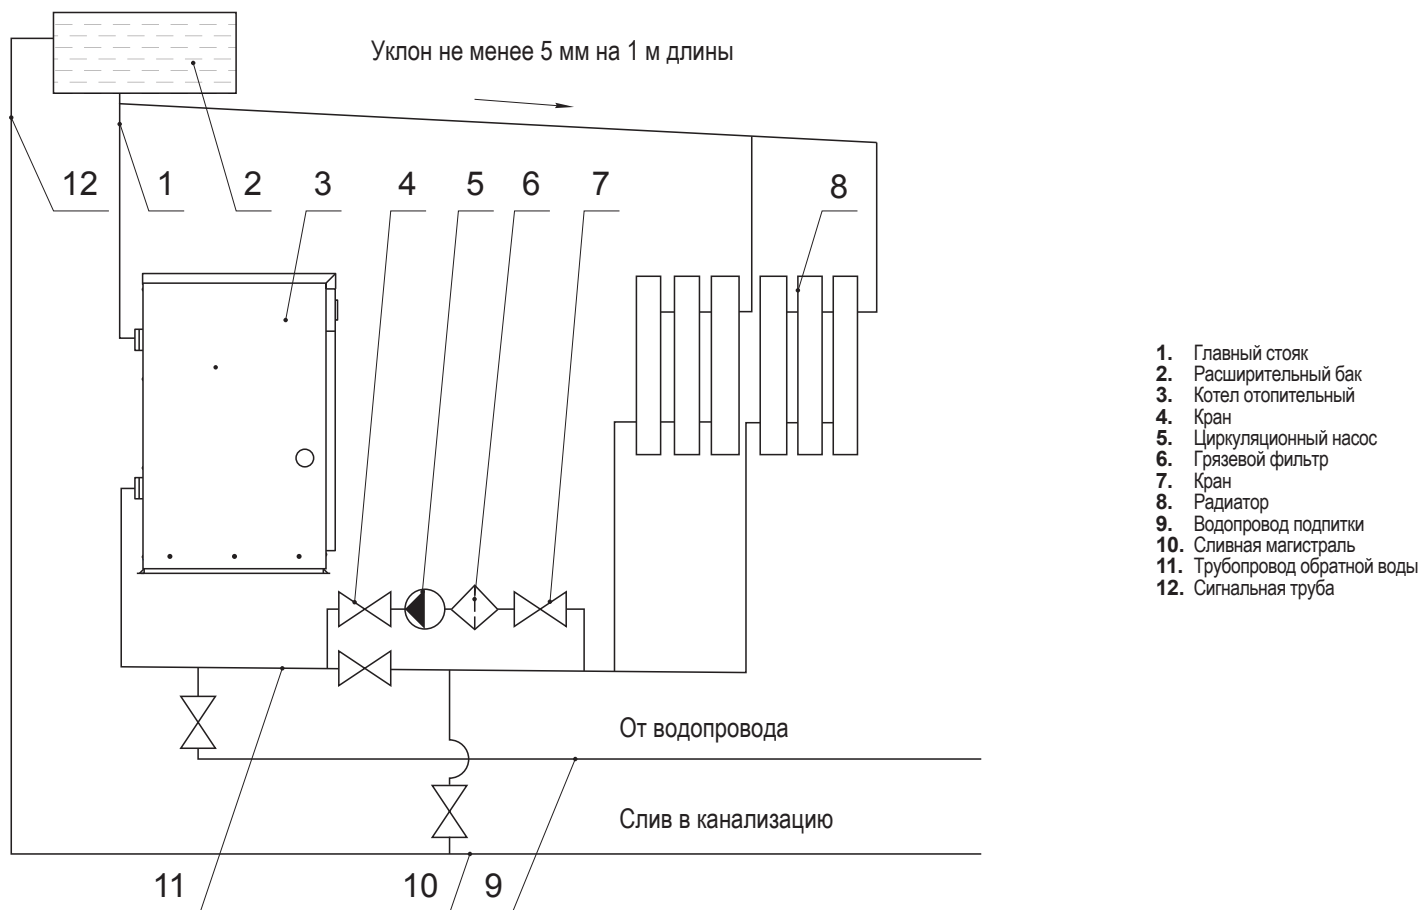 Уклон не менее 5 мм на 1 м длины
12 1 2 3 4 5 6 7 8
1. Главный стояк
2. Расширительный бак
3. Котел отопительный
4. Кран
5. Циркуляционный насос
6. Грязевой фильтр
7. Кран
8. Радиатор
9. Водопровод подпитки
10. Сливная магистраль
11. Трубопровод обратной воды
12. Сигнальная труба
От водопровода
Слив в канализацию
11 10 9